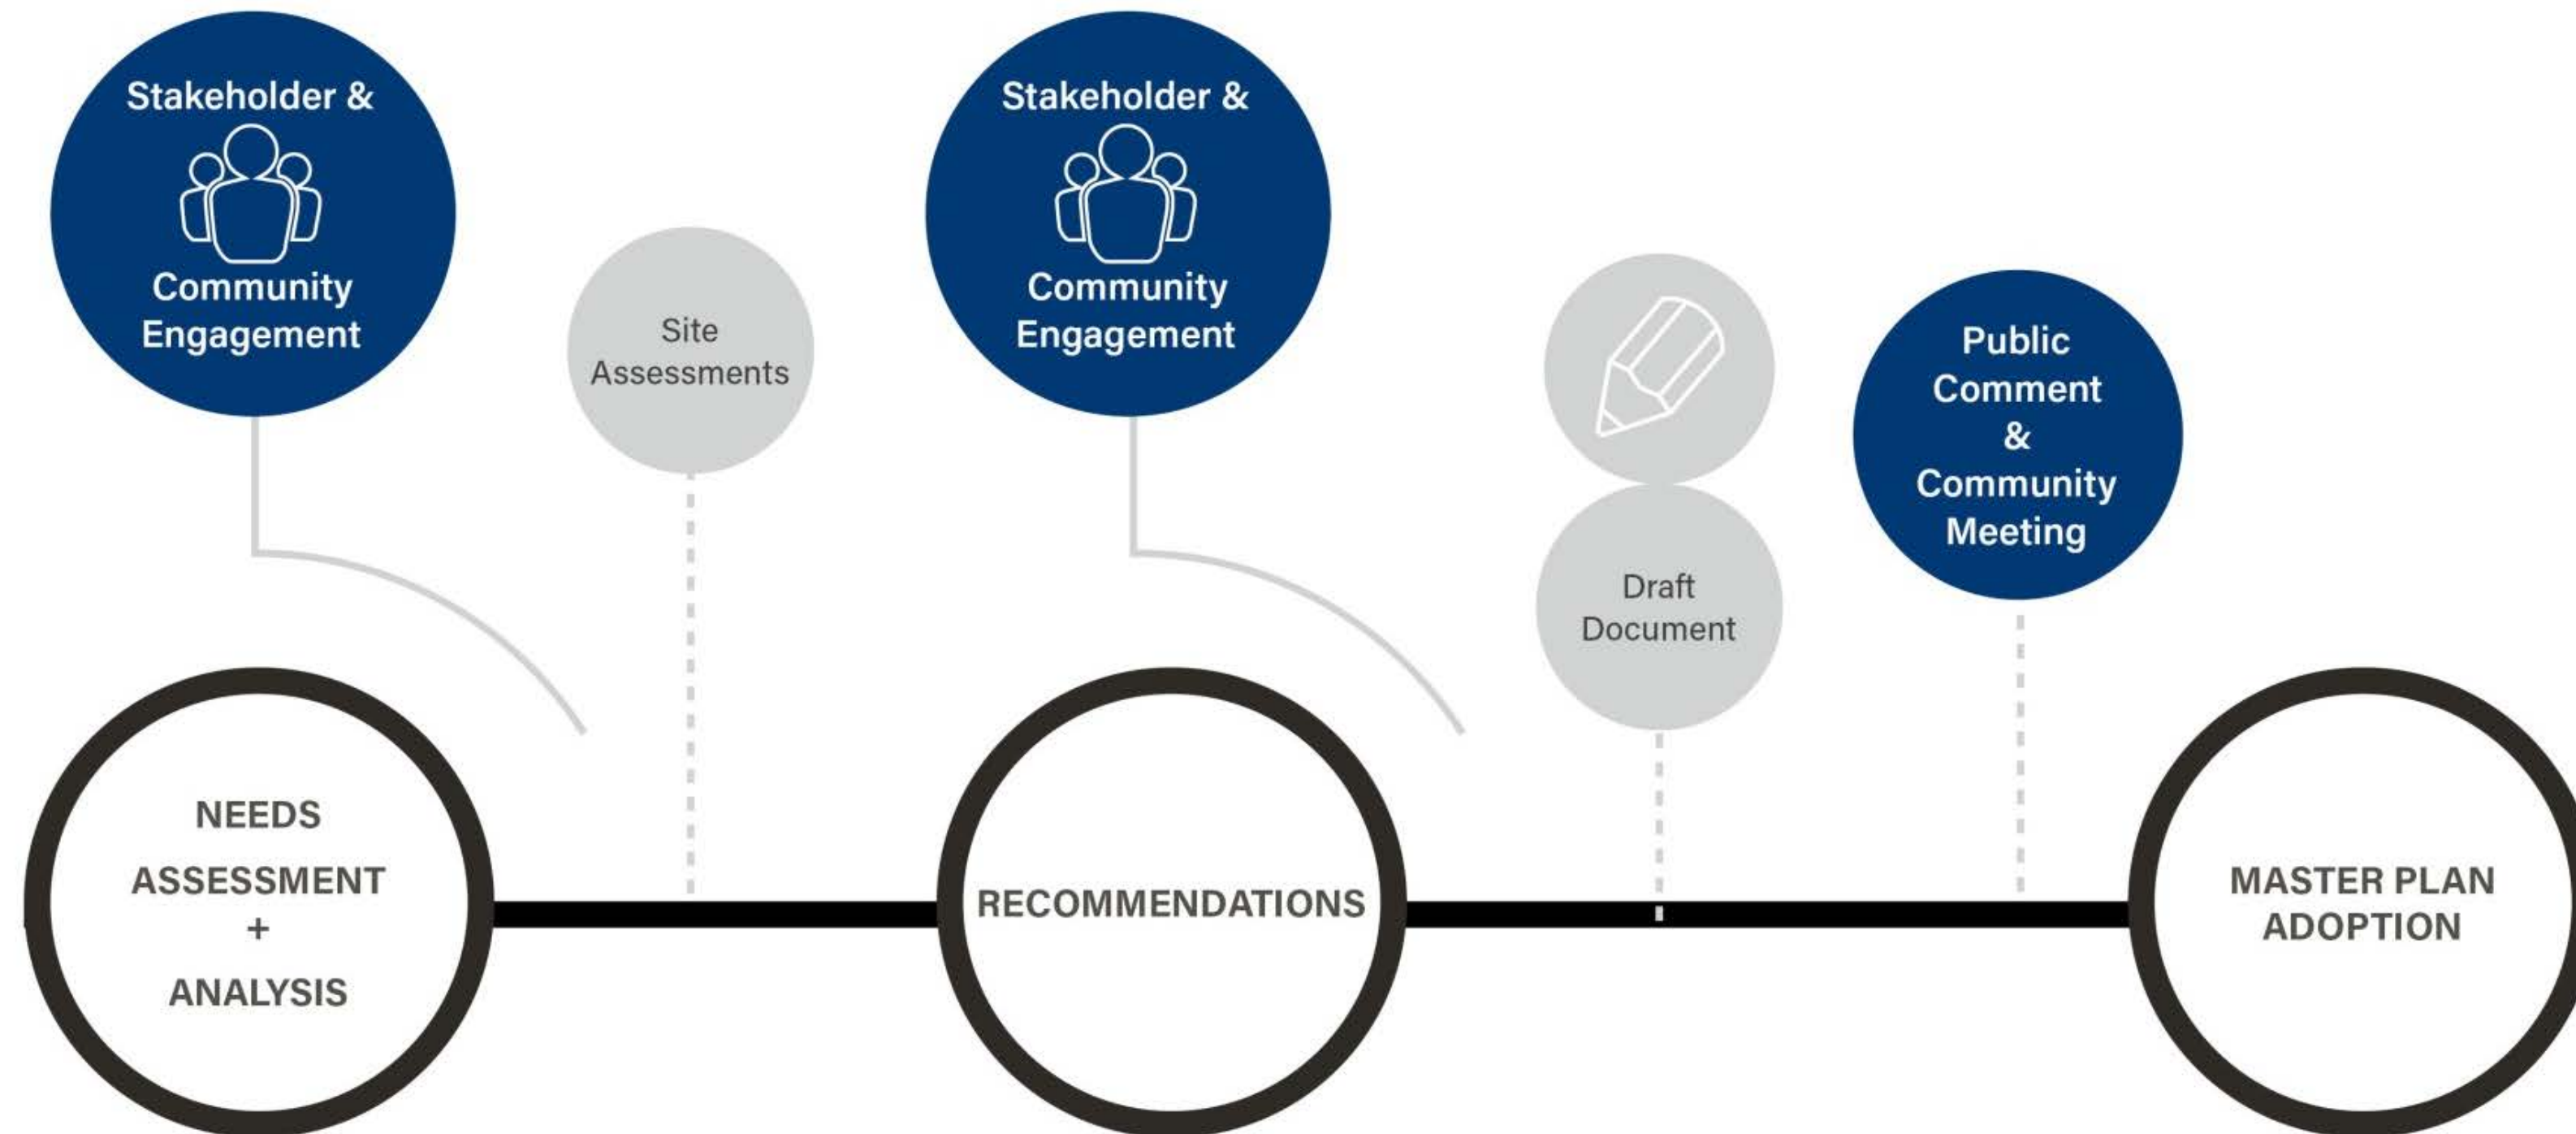 Stakeholder &
Community
Engagement
Site
Assessments
Stakeholder &
Community
Engagement
Draft
Document
Public
Comment
&
Community
Meeting
NEEDS
ASSESSMENT
+
ANALYSIS
RECOMMENDATIONS
MASTER PLAN
ADOPTION